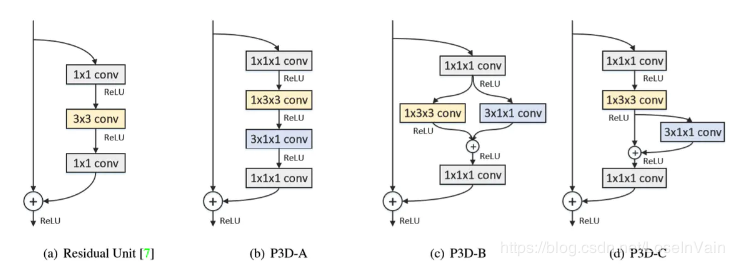 1x1 conv
ReLU
3x3 conv
ReLU
1x1 conv
+
ReLU
(a) Residual Unit [7]
1x1x1 conv
ReLU
1x3x3 conv
ReLU
3x1x1 conv
ReLU
1x1x1 conv
+
ReLU
(b) P3D-A
1x1x1 conv
ReLU
1x3x3 conv
3x1x1 conv
ReLU
+
ReLU
1x1x1 conv
+
ReLU
(c) P3D-B
1x1x1 conv
ReLU
1x3x3 conv
ReLU
3x1x1 conv
+
ReLU
1x1x1 conv
+
ReLU
(d) P3D-C
https://blog.csdn.net/LoseInVain